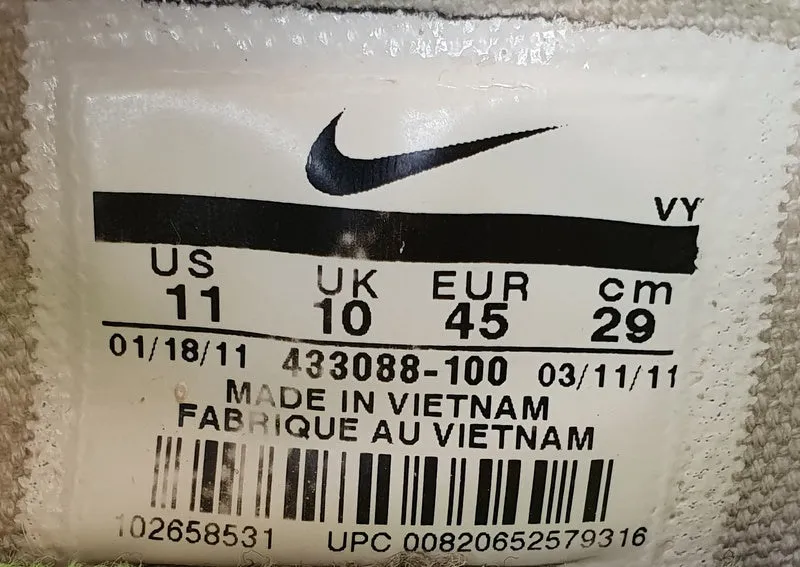 VY
US UK EUR cm
11 10 45 29
01/18/11 433088-100 03/11/11
MADE IN VIETNAM
FABRIQUE AU VIETNAM
102658531 UPC 00820652579316